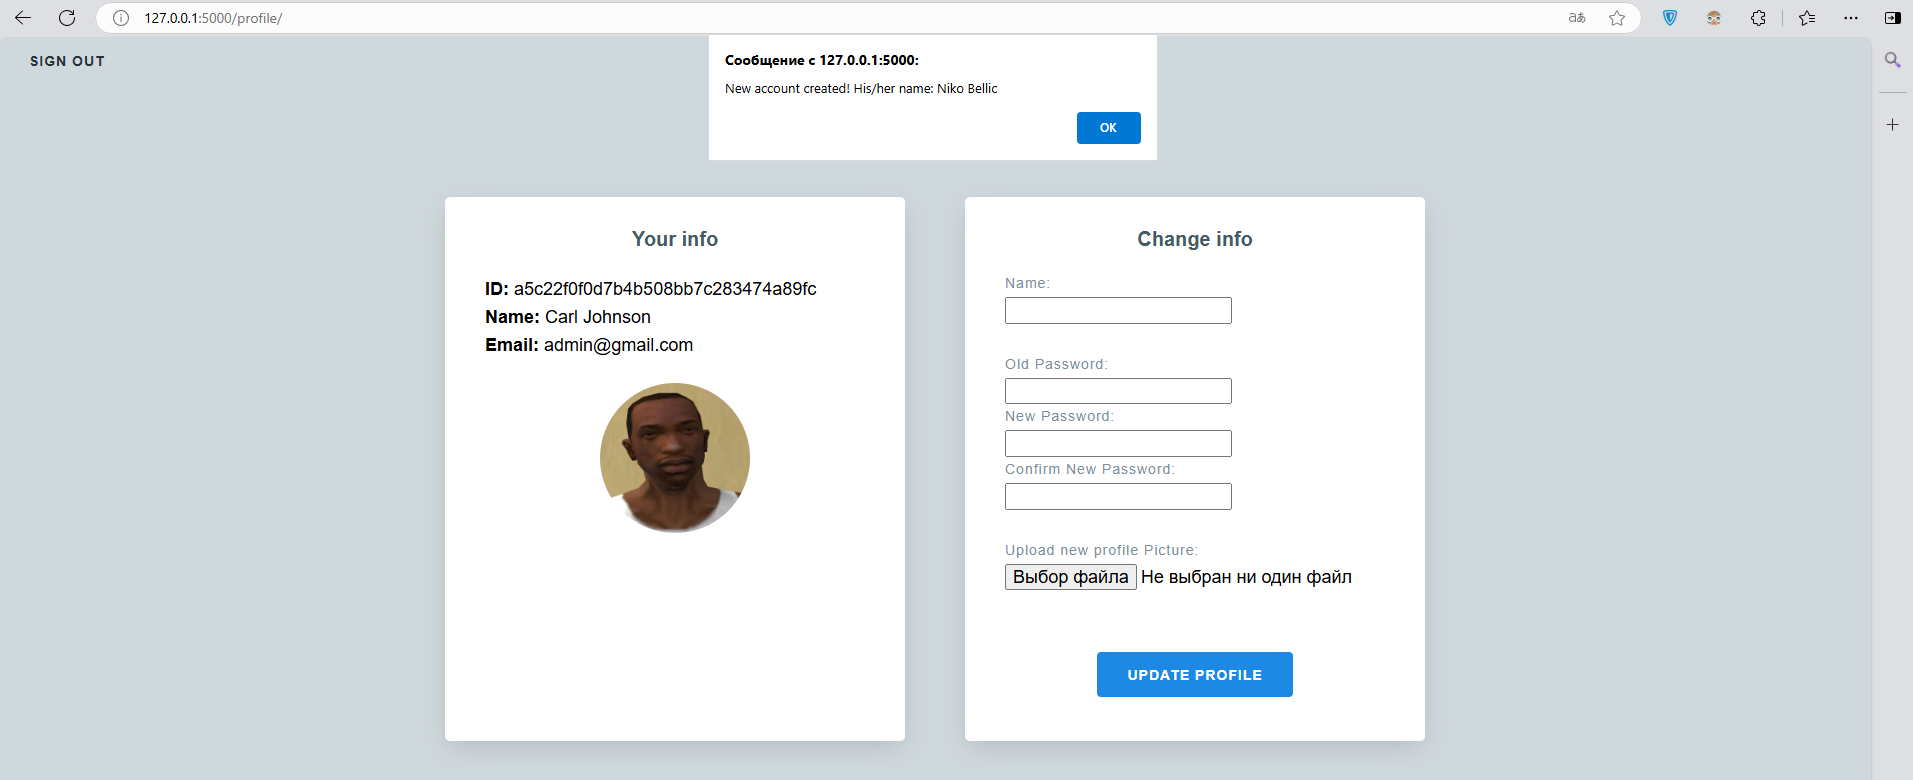 127.0.0.1:5000/profile/
SIGN OUT
Сообщение с 127.0.0.1:5000:
New account created! His/her name: Niko Bellic
OK
Your info
ID: a5c22f0f0d7b4b508bb7c283474a89fc
Name: Carl Johnson
Email: admin@gmail.com
Change info
Name:
Old Password:
New Password:
Confirm New Password:
Upload new profile Picture:
Выбор файла Не выбран ни один файл
UPDATE PROFILE